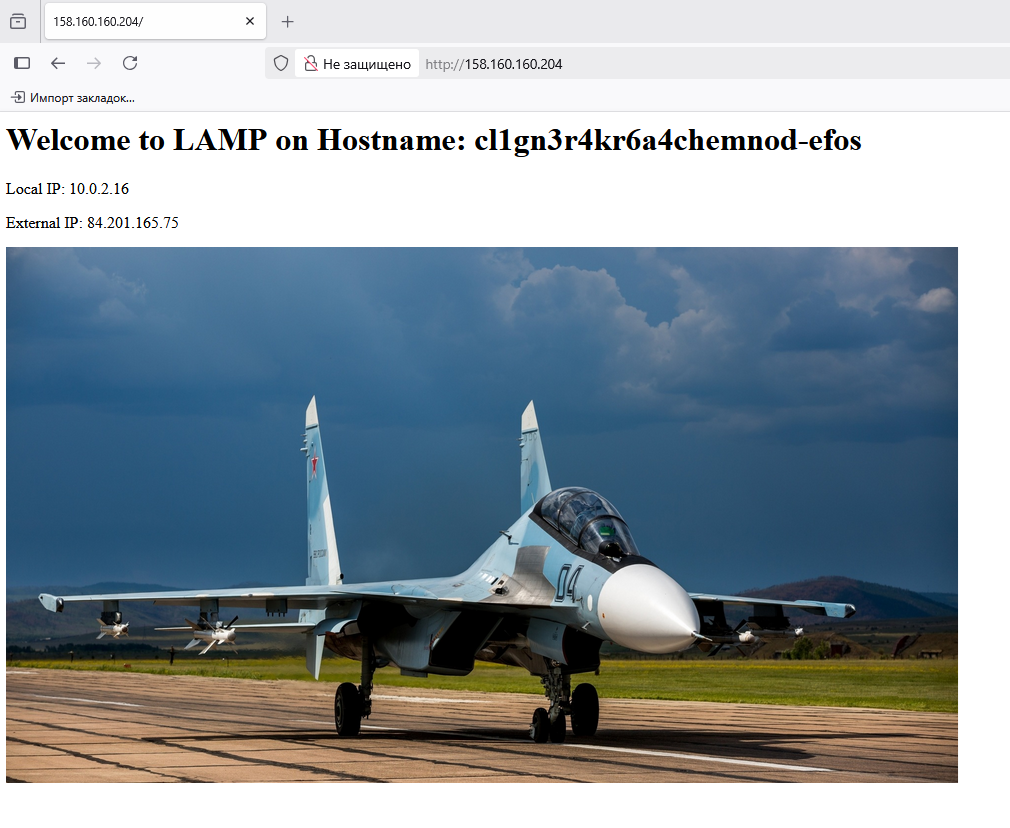 158.160.160.204/
Не защищено http://158.160.160.204
Импорт закладок...
Welcome to LAMP on Hostname: cl1gn3r4kr6a4chemnod-efos
Local IP: 10.0.2.16
External IP: 84.201.165.75
04